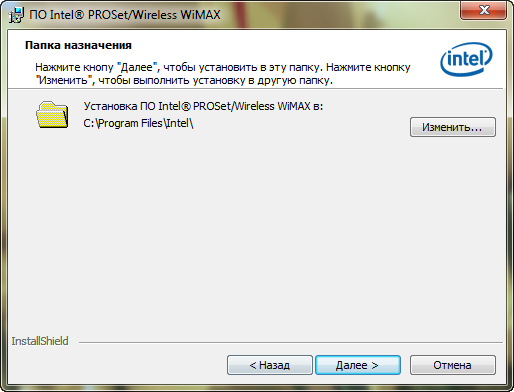 ПО Intel® PROSet/Wireless WiMAX
Папка назначения
Нажмите кнопу "Далее", чтобы установить в эту папку. Нажмите кнопку
"Изменить", чтобы выполнить установку в другую папку.
intel
Установка ПО Intel® PROSet/Wireless WiMAX в:
C:\Program Files\Intel\
Изменить...
InstallShield
< Назад
Далее >
Отмена